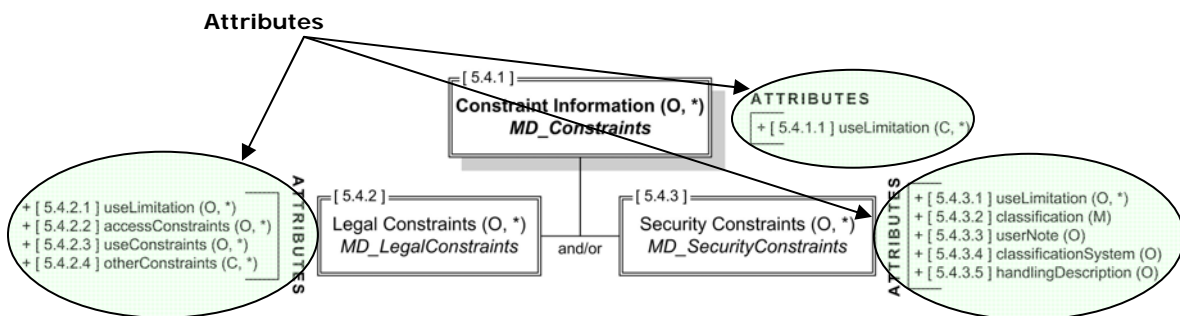 Attributes
[ 5.4.1 ]
Constraint Information (O, *)
MD_Constraints
ATTRIBUTES
+ [ 5.4.1.1 ] useLimitation (C, *)
+ [ 5.4.2.1 ] useLimitation (O, *)
+ [ 5.4.2.2 ] accessConstraints (O, *)
+ [ 5.4.2.3 ] useConstraints (O, *)
+ [ 5.4.2.4 ] otherConstraints (C, *)
ATTRIBUTES
[ 5.4.2 ]
Legal Constraints (O, *)
MD_LegalConstraints
and/or
[ 5.4.3 ]
Security Constraints (O, *)
MD_SecurityConstraints
ATTRIBUTES
+ [ 5.4.3.1 ] useLimitation (O, *)
+ [ 5.4.3.2 ] classification (M)
+ [ 5.4.3.3 ] userNote (O)
+ [ 5.4.3.4 ] classificationSystem (O)
+ [ 5.4.3.5 ] handlingDescription (O)